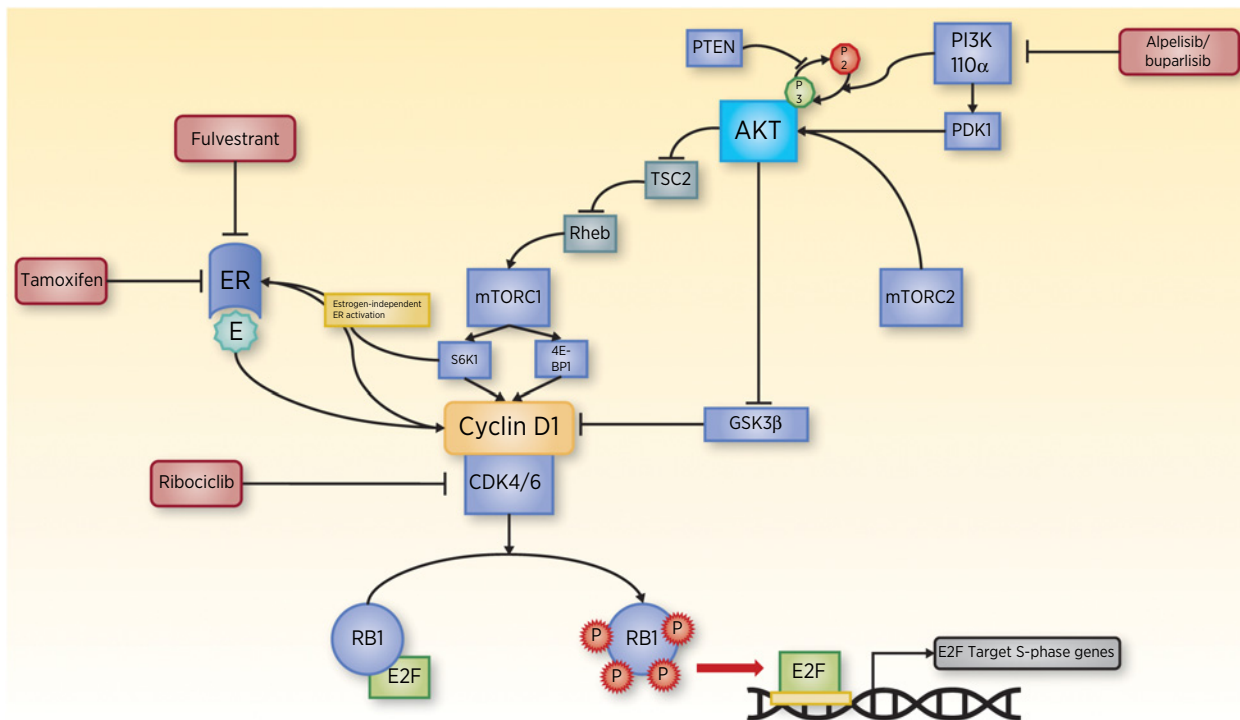 PTEN
P
2
P
3
PI3K
110α
Alpelisib/
buparlisib
AKT
PDK1
Fulvestrant
TSC2
Rheb
Tamoxifen
ER
E
Estrogen-independent
ER activation
mTORC1
mTORC2
S6K1
4E-
BP1
Cyclin D1
GSK3β
Ribociclib
CDK4/6
RB1
E2F
P
P
RB1
P
P
E2F
E2F Target S-phase genes